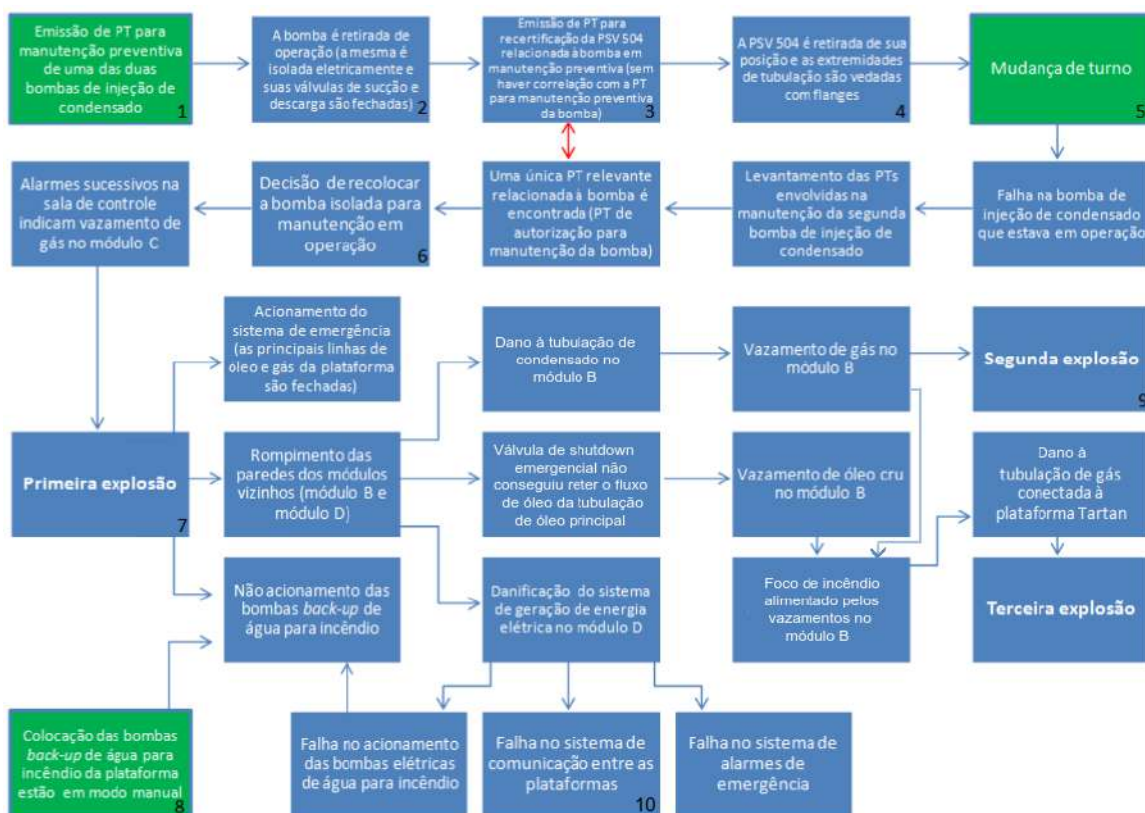 Emissão de PT para
manutenção preventiva
de uma das duas
bombas de injeção de
condensado
1
A bomba é retirada de
operação (a mesma é
isolada eletricamente e
suas válvulas de sucção e
descarga são fechadas)
2
Emissão de PT para
recertificação da PSV 504
relacionada à bomba em
manutenção preventiva (sem
haver correlação com a PT
para manutenção preventiva
da bomba)
3
A PSV 504 é retirada de sua
posição e as extremidades
de tubulação são vedadas
com flanges
4
Mudança de turno
5
Alarmes sucessivos na
sala de controle
indicam vazamento de
gás no módulo C
Decisão de recolocar
a bomba isolada para
manutenção em
operação
6
Uma única PT relevante
relacionada à bomba é
encontrada (PT de
autorização para
manutenção da bomba)
Levantamento das PTs
envolvidas na
manutenção da segunda
bomba de injeção de
condensado
Falha na bomba de
injeção de condensado
que estava em operação
Acionamento do
sistema de emergência
(as principais linhas de
óleo e gás da plataforma
são fechadas)
Dano à tubulação de
condensado no
módulo B
Vazamento de gás no
módulo B
Segunda explosão
9
Primeira explosão
7
Rompimento das
paredes dos módulos
vizinhos (módulo B e
módulo D)
Válvula de shutdown
emergencial não
conseguiu reter o fluxo
de óleo da tubulação
de óleo principal
Vazamento de óleo cru
no módulo B
Dano à
tubulação de gás
conectada à
plataforma Tartan
Não acionamento das
bombas back-up de
água para incêndio
Danificação do sistema
de geração de energia
elétrica no módulo D
Foco de incêndio
alimentado pelos
vazamentos no
módulo B
Terceira explosão
Colocação das bombas
back-up de água para
incêndio da plataforma
estão em modo manual
8
Falha no acionamento
das bombas elétricas
de água para incêndio
Falha no sistema de
comunicação entre as
plataformas
10
Falha no sistema de
alarmes de
emergência